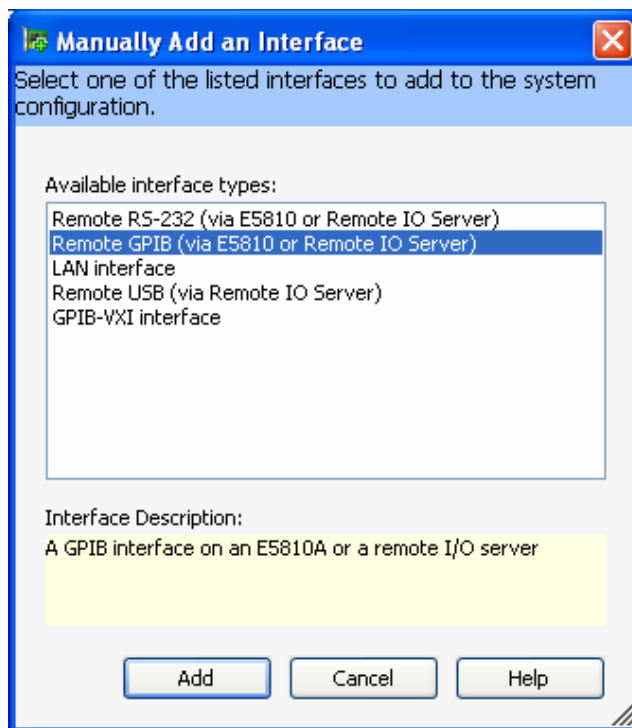 Manually Add an Interface
Select one of the listed interfaces to add to the system
configuration.
Available interface types:
Remote RS-232 (via E5810 or Remote IO Server)
Remote GPIB (via E5810 or Remote IO Server)
LAN interface
Remote USB (via Remote IO Server)
GPIB-VXI interface
Interface Description:
A GPIB interface on an E5810A or a remote I/O server
Add
Cancel
Help